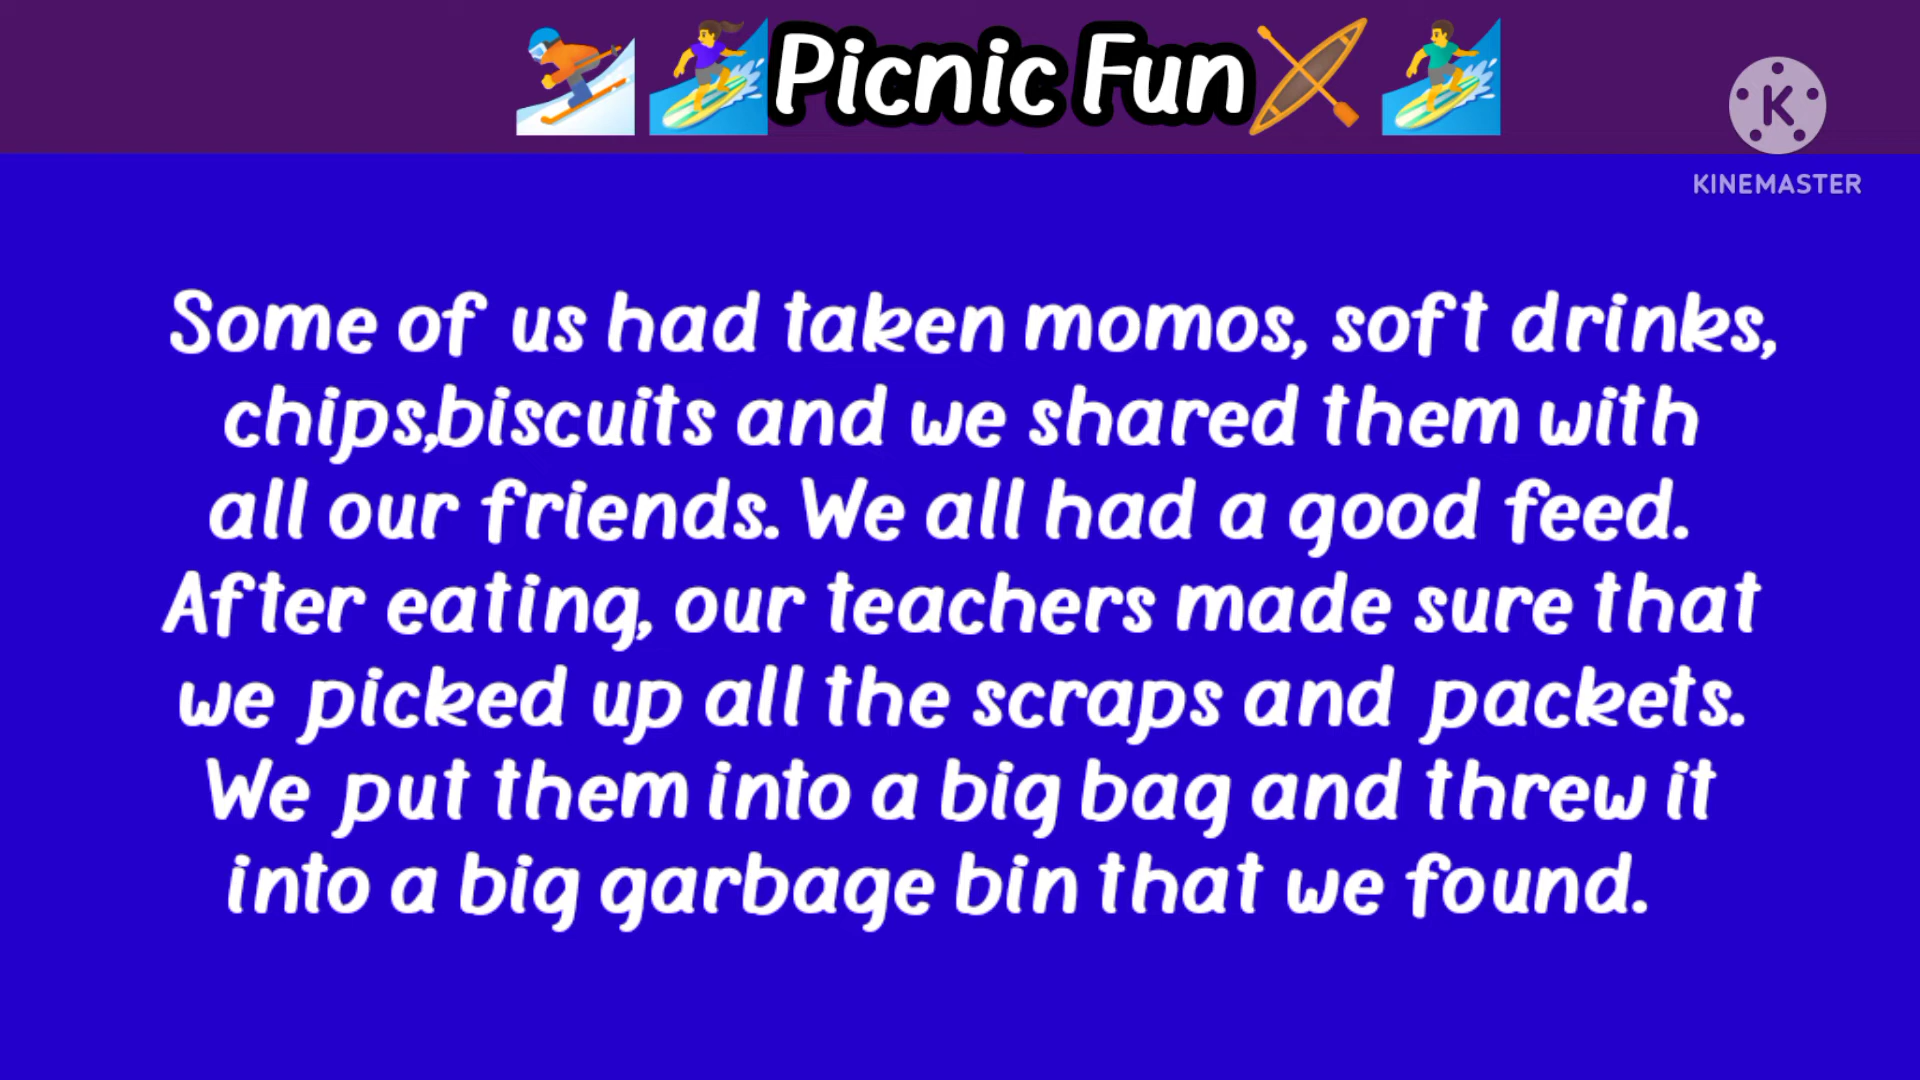 Picnic Fun
KINEMASTER
Some of us had taken momos, soft drinks,
chips,biscuits and we shared them with
all our friends. We all had a good feed.
After eating, our teachers made sure that
we picked up all the scraps and packets.
We put them into a big bag and threw it
into a big garbage bin that we found.